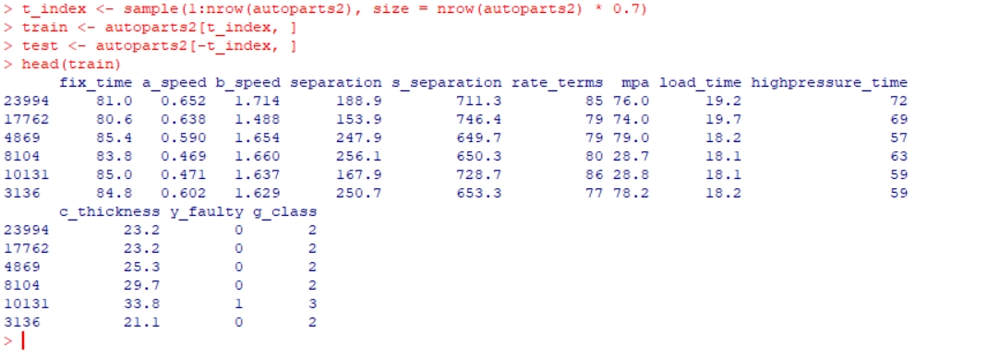 > t_index <- sample(1:nrow(autoparts2), size = nrow(autoparts2) * 0.7)
> train <- autoparts2[t_index, ]
> test <- autoparts2[-t_index, ]
> head(train)
      fix_time a_speed b_speed separation s_separation rate_terms  mpa load_time highpressure_time
23994     81.0   0.652   1.714      188.9        711.3         85 76.0      19.2                72
17762     80.6   0.638   1.488      153.9        746.4         79 74.0      19.7                69
4869      85.4   0.590   1.654      247.9        649.7         79 79.0      18.2                57
8104      83.8   0.469   1.660      256.1        650.3         80 28.7      18.1                63
10131     85.0   0.471   1.637      167.9        728.7         86 28.8      18.1                59
3136      84.8   0.602   1.629      250.7        653.3         77 78.2      18.2                59
      c_thickness y_faulty g_class
23994        23.2        0       2
17762        23.2        0       2
4869         25.3        0       2
8104         29.7        0       2
10131        33.8        1       3
3136         21.1        0       2
>